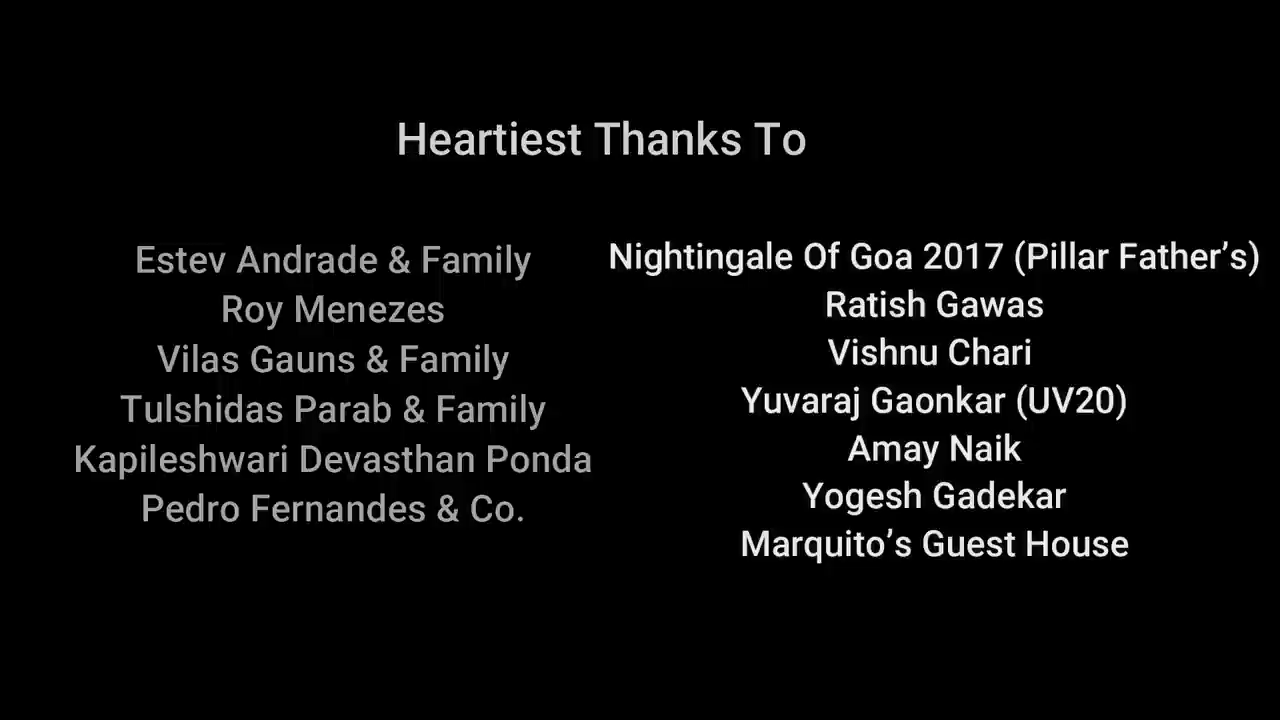 Heartiest Thanks To
Estev Andrade & Family
Roy Menezes
Vilas Gauns & Family
Tulshidas Parab & Family
Kapileshwari Devasthan Ponda
Pedro Fernandes & Co.
Nightingale Of Goa 2017 (Pillar Father’s)
Ratish Gawas
Vishnu Chari
Yuvaraj Gaonkar (UV20)
Amay Naik
Yogesh Gadekar
Marquito’s Guest House